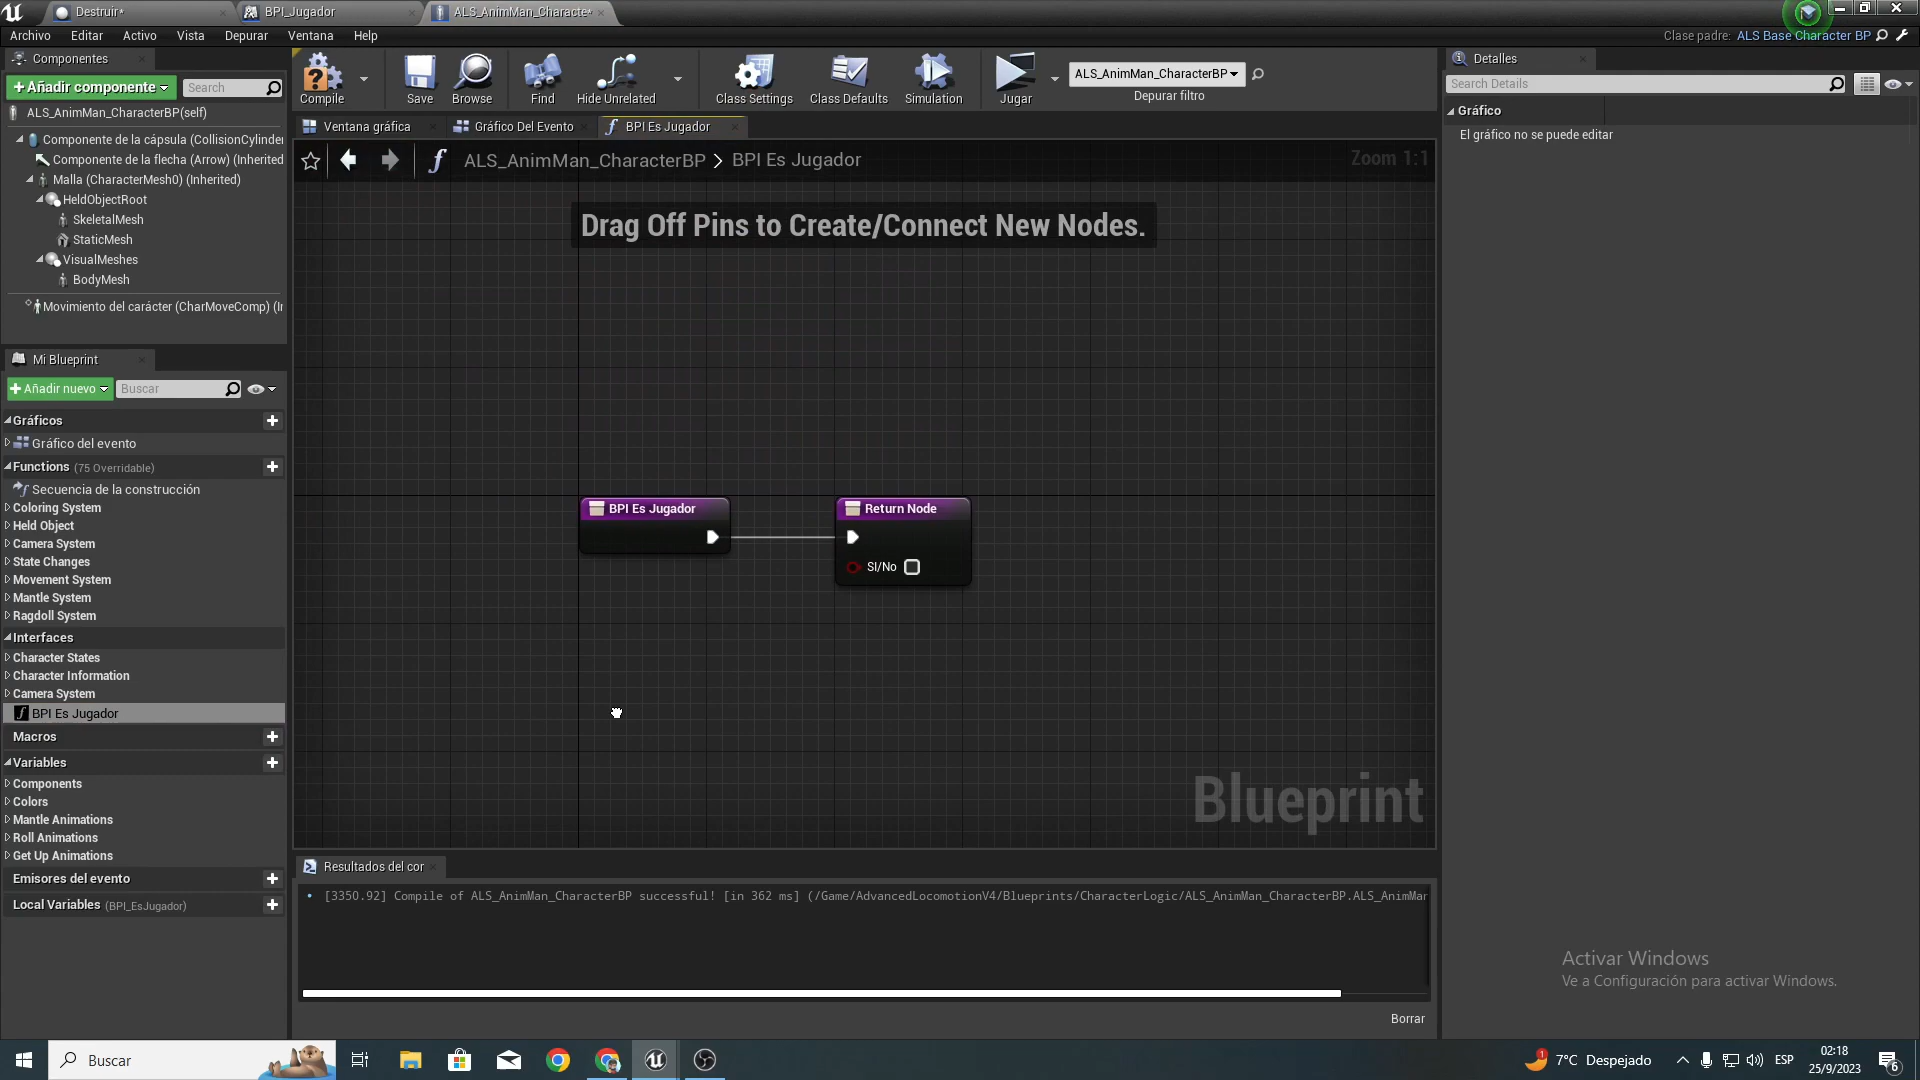 Destruir*
BPI_Jugador
ALS_AnimMan_Characte*
Archivo Editar Activo Vista Depurar Ventana Help
Clase padre: ALS Base Character BP
Componentes
Añadir componente
Search
ALS_AnimMan_CharacterBP(self)
Componente de la cápsula (CollisionCylinder
Componente de la flecha (Arrow) (Inherited
Malla (CharacterMesh0) (Inherited)
HeldObjectRoot
SkeletalMesh
StaticMesh
VisualMeshes
BodyMesh
Movimiento del carácter (CharMoveComp) (I
Compile
Save
Browse
Find
Hide Unrelated
Class Settings
Class Defaults
Simulation
Jugar
ALS_AnimMan_CharacterBP
Depurar filtro
Ventana gráfica
Gráfico Del Evento
BPI Es Jugador
ALS_AnimMan_CharacterBP > BPI Es Jugador
Zoom 1:1
Drag Off Pins to Create/Connect New Nodes.
BPI Es Jugador
Return Node
SI/No
Blueprint
Mi Blueprint
Añadir nuevo
Buscar
Gráficos
Gráfico del evento
Functions (75 Overridable)
Secuencia de la construcción
Coloring System
Held Object
Camera System
State Changes
Movement System
Mantle System
Ragdoll System
Interfaces
Character States
Character Information
Camera System
BPI Es Jugador
Macros
Variables
Components
Colors
Mantle Animations
Roll Animations
Get Up Animations
Emisores del evento
Local Variables (BPI_EsJugador)
Resultados del cor
[3350.92] Compile of ALS_AnimMan_CharacterBP successful! [in 362 ms] (/Game/AdvancedLocomotionV4/Blueprints/CharacterLogic/ALS_AnimMan_CharacterBP.ALS_AnimMan
Borrar
Detalles
Search Details
Gráfico
El gráfico no se puede editar
Activar Windows
Ve a Configuración para activar Windows.
Buscar
1
7°C Despejado
ESP
02:18
25/9/2023
6